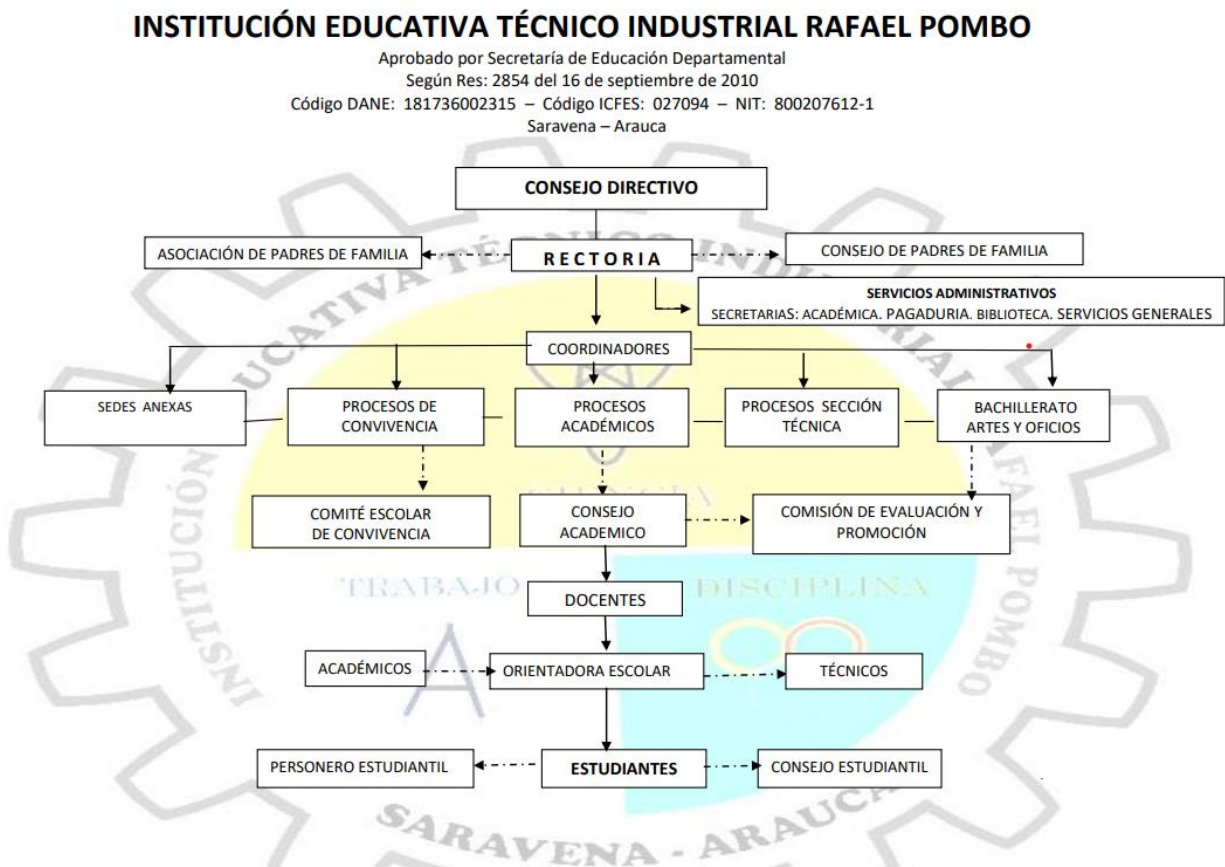 INSTITUCIÓN EDUCATIVA TÉCNICO INDUSTRIAL RAFAEL POMBO
Aprobado por Secretaría de Educación Departamental
Según Res: 2854 del 16 de septiembre de 2010
Código DANE: 181736002315 – Código ICFES: 027094 – NIT: 800207612-1
Saravena – Arauca
CONSEJO DIRECTIVO
ASOCIACIÓN DE PADRES DE FAMILIA
R E C T O R I A
CONSEJO DE PADRES DE FAMILIA
SERVICIOS ADMINISTRATIVOS
SECRETARIAS: ACADÉMICA. PAGADURIA. BIBLIOTECA. SERVICIOS GENERALES
COORDINADORES
SEDES ANEXAS
PROCESOS DE
CONVIVENCIA
PROCESOS
ACADÉMICOS
PROCESOS SECCIÓN
TÉCNICA
BACHILLERATO
ARTES Y OFICIOS
COMITÉ ESCOLAR
DE CONVIVENCIA
CONSEJO
ACADEMICO
COMISIÓN DE EVALUACIÓN Y
PROMOCIÓN
DOCENTES
ACADÉMICOS
ORIENTADORA ESCOLAR
TÉCNICOS
PERSONERO ESTUDIANTIL
ESTUDIANTES
CONSEJO ESTUDIANTIL
TRABAJO
DISCIPLINA
SARAVENA - ARAUCA